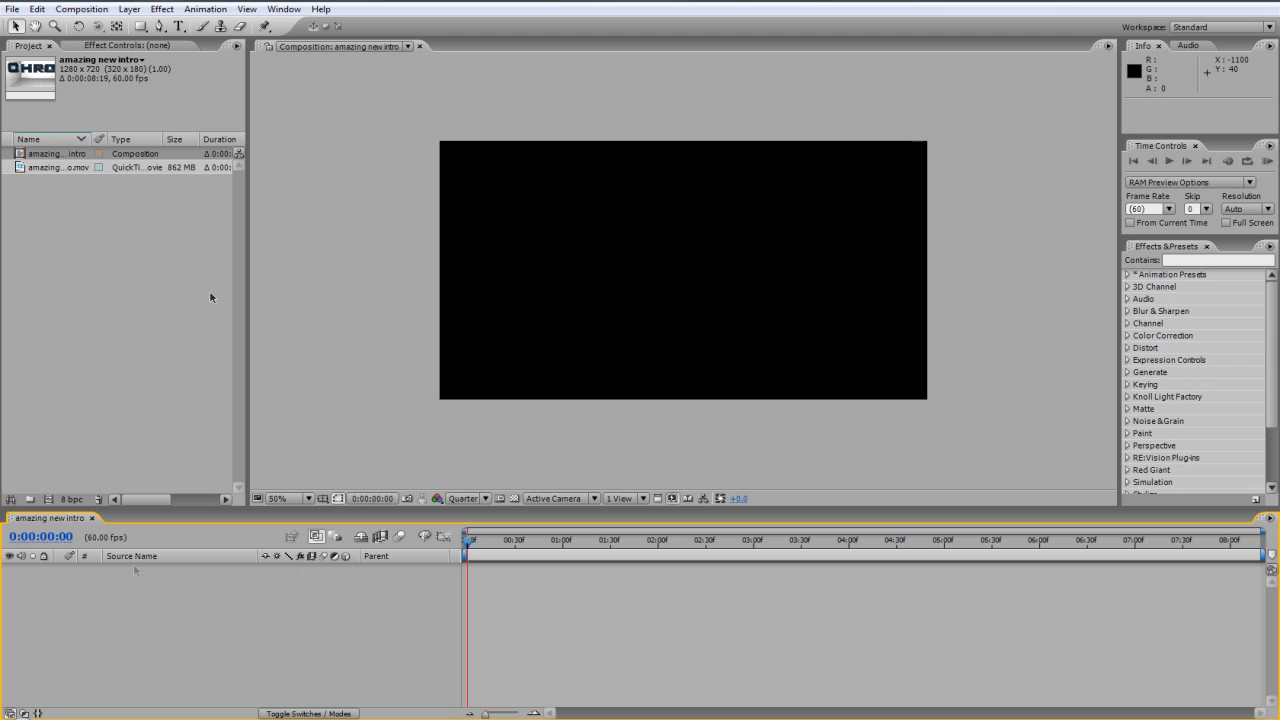 File Edit Composition Layer Effect Animation View Window Help
Workspace: Standard
Project Effect Controls: (none)
amazing new intro
1280 x 720 (320 x 180) (1.00)
Δ 0:00:08:19, 60.00 fps
QHRO
Name Type Size Duration
amazing... intro Composition Δ 0:00:
amazing...o.mov QuickTi...ovie 862 MB Δ 0:00:
8 bpc
Composition: amazing new intro
50% 0:00:00:00 Quarter Active Camera 1 View +0.0
Info Audio
R :
G :
B :
A : 0
X : -1100
Y : 40
Time Controls
RAM Preview Options
Frame Rate Skip Resolution
(60) 0 Auto
From Current Time Full Screen
Effects & Presets
Contains:
* Animation Presets
3D Channel
Audio
Blur & Sharpen
Channel
Color Correction
Distort
Expression Controls
Generate
Keying
Knoll Light Factory
Matte
Noise & Grain
Paint
Perspective
RE:Vision Plug-ins
Red Giant
Simulation
amazing new intro
0:00:00:00 (60.00 fps)
# Source Name Parent
00:30f 01:00f 01:30f 02:00f 02:30f 03:00f 03:30f 04:00f 04:30f 05:00f 05:30f 06:00f 06:30f 07:00f 07:30f 08:00f
Toggle Switches / Modes